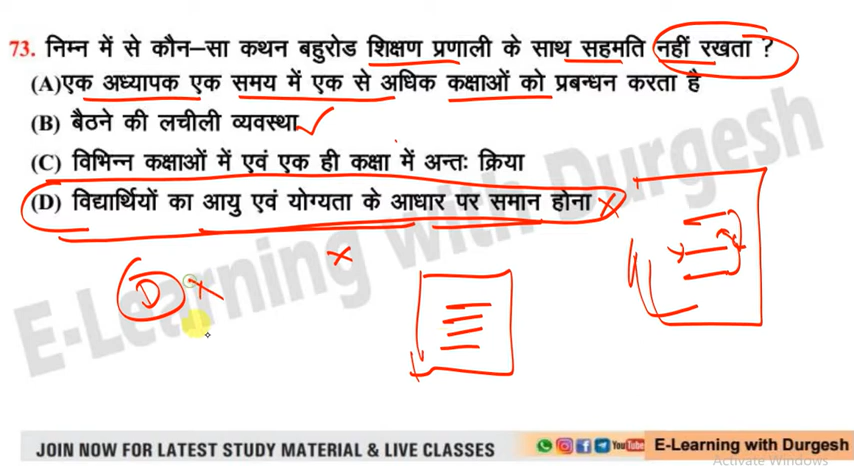 73. निम्न में से कौन–सा कथन बहुरोड शिक्षण प्रणाली के साथ सहमति नहीं रखता ?
(A) एक अध्यापक एक समय में एक से अधिक कक्षाओं को प्रबन्धन करता है
(B) बैठने की लचीली व्यवस्था
(C) विभिन्न कक्षाओं में एवं एक ही कक्षा में अन्तः क्रिया
(D) विद्यार्थियों का आयु एवं योग्यता के आधार पर समान होना
D
E-Learning with Durgesh
JOIN NOW FOR LATEST STUDY MATERIAL & LIVE CLASSES
YouTube
E-Learning with Durgesh
Activate Windows